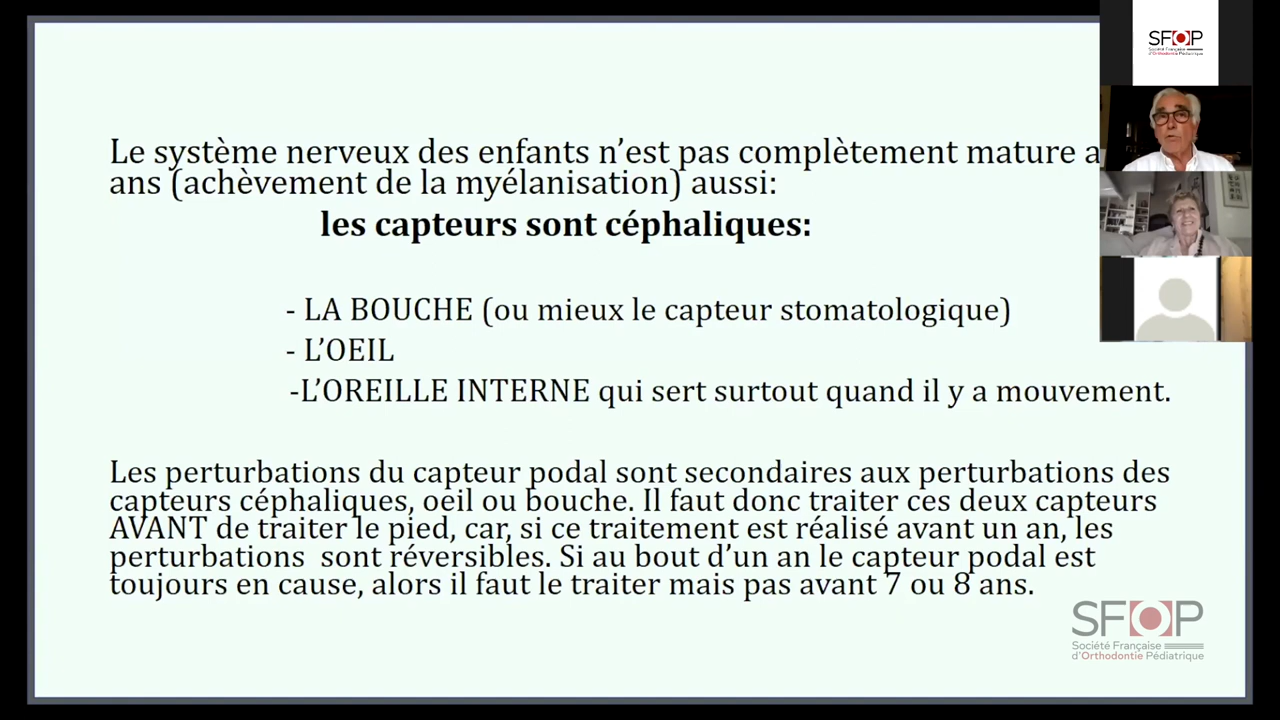 SFOP
Société Française
d'Orthodontie Pédiatrique
Le système nerveux des enfants n’est pas complètement mature a
ans (achèvement de la myélanisation) aussi:
les capteurs sont céphaliques:
- LA BOUCHE (ou mieux le capteur stomatologique)
- L’OEIL
-L’OREILLE INTERNE qui sert surtout quand il y a mouvement.
Les perturbations du capteur podal sont secondaires aux perturbations des
capteurs céphaliques, oeil ou bouche. Il faut donc traiter ces deux capteurs
AVANT de traiter le pied, car, si ce traitement est réalisé avant un an, les
perturbations  sont réversibles. Si au bout d’un an le capteur podal est
toujours en cause, alors il faut le traiter mais pas avant 7 ou 8 ans.
SFOP
Société Française
d'Orthodontie Pédiatrique